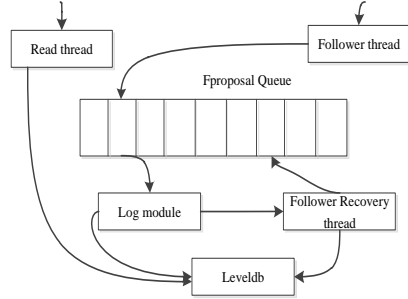 Read thread
Follower thread
Fproposal Queue
Log module
Follower Recovery
thread
Leveldb